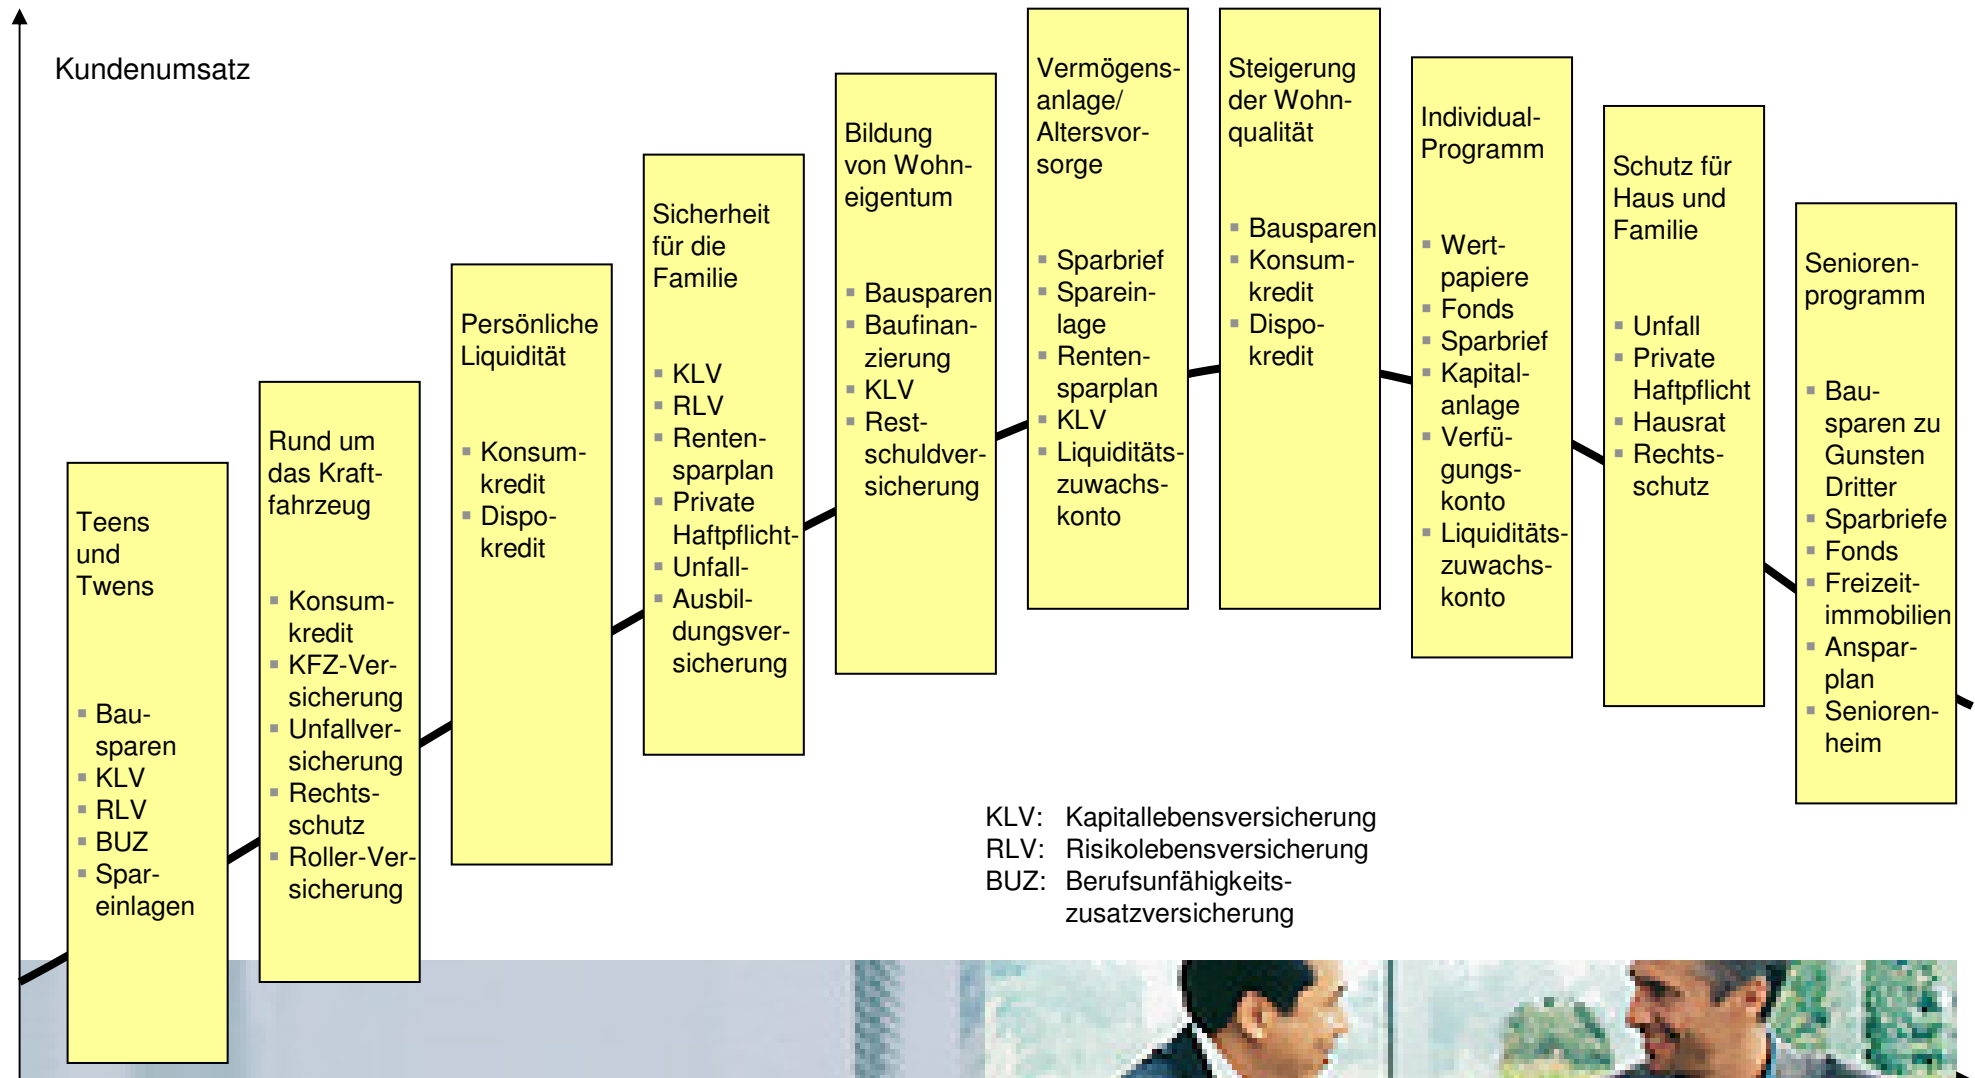 Kundenumsatz
Teens
und
Twens
Bau-
sparen
KLV
RLV
BUZ
Spar-
einlagen
Rund um
das Kraft-
fahrzeug
Konsum-
kredit
KFZ-Ver-
sicherung
Unfallver-
sicherung
Rechts-
schutz
Roller-Ver-
sicherung
Persönliche
Liquidität
Konsum-
kredit
Dispo-
kredit
Sicherheit
für die
Familie
KLV
RLV
Renten-
sparplan
Private
Haftpflicht-
Unfall-
Ausbil-
dungsver-
sicherung
Bildung
von Wohn-
eigentum
Bausparen
Baufinan-
zierung
KLV
Rest-
schuldver-
sicherung
Vermögens-
anlage/
Altersvor-
sorge
Sparbrief
Sparein-
lage
Renten-
sparplan
KLV
Liquiditäts-
zuwachs-
konto
Steigerung
der Wohn-
qualität
Bausparen
Konsum-
kredit
Dispo-
kredit
Individual-
Programm
Wert-
papiere
Fonds
Sparbrief
Kapital-
anlage
Verfü-
gungs-
konto
Liquiditäts-
zuwachs-
konto
Schutz für
Haus und
Familie
Unfall
Private
Haftpflicht
Hausrat
Rechts-
schutz
Senioren-
programm
Bau-
sparen zu
Gunsten
Dritter
Sparbriefe
Fonds
Freizeit-
immobilien
Anspar-
plan
Senioren-
heim
KLV: Kapitallebensversicherung
RLV: Risikolebensversicherung
BUZ: Berufsunfähigkeits-
zusatzversicherung